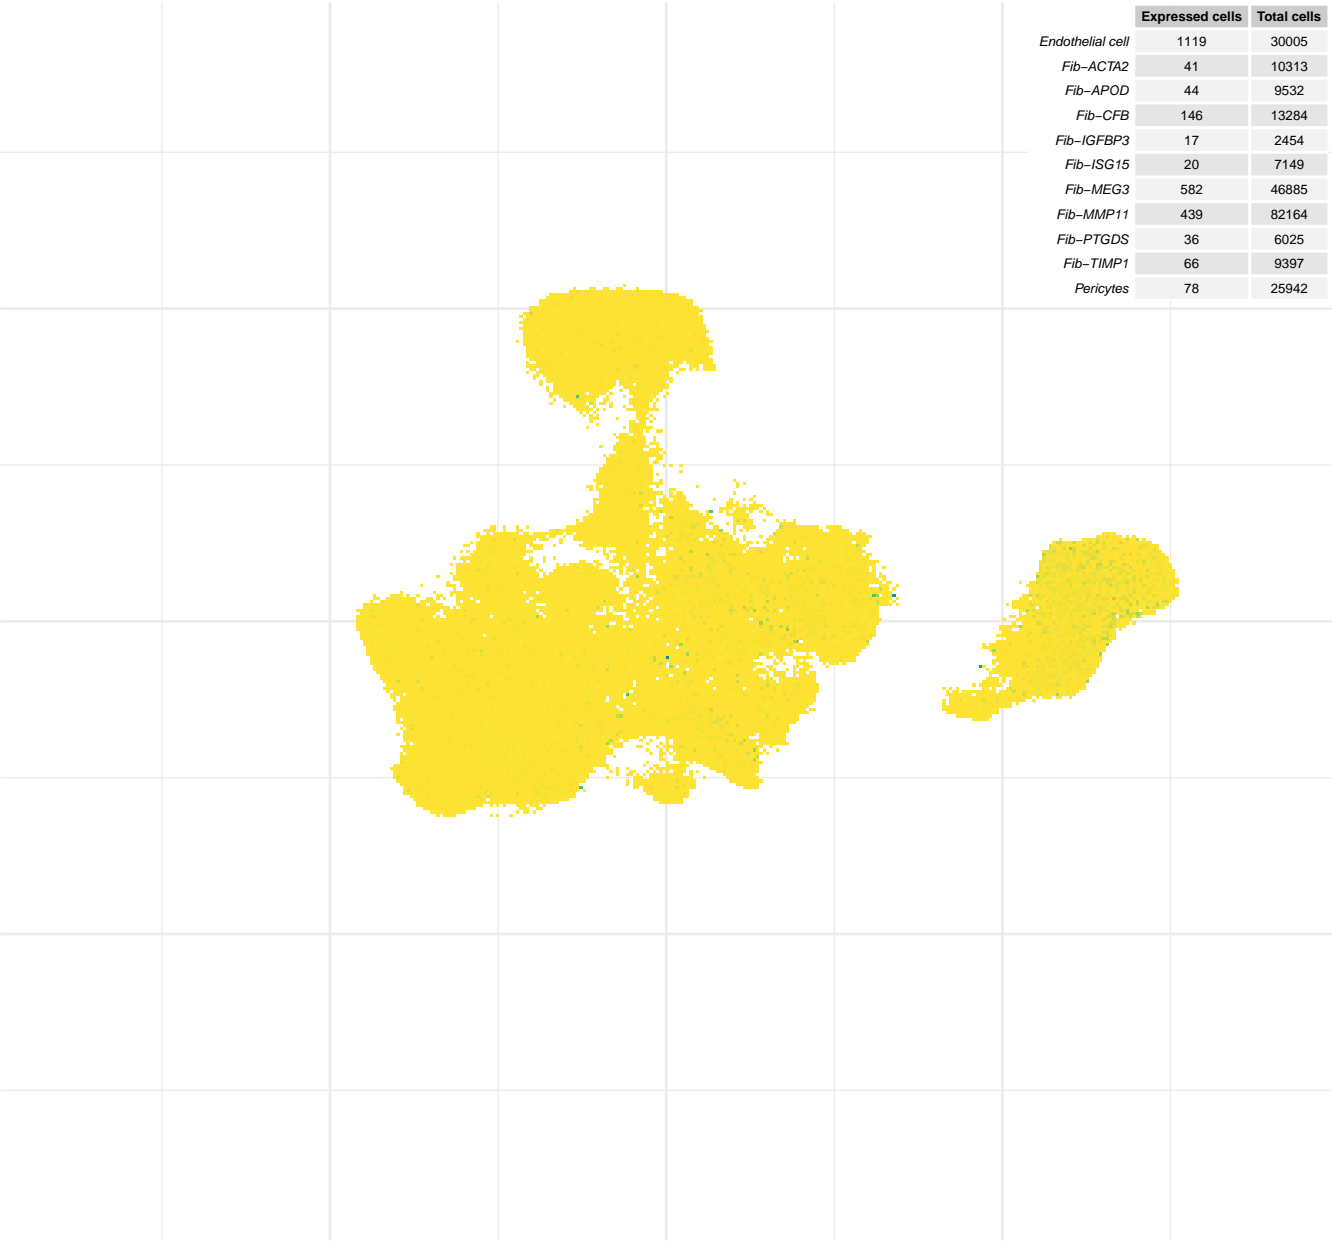 Expressed cells Total cells
Endothelial cell 1119 30005
Fib−ACTA2 41 10313
Fib−APOD 44 9532
Fib−CFB 146 13284
Fib−IGFBP3 17 2454
Fib−ISG15 20 7149
Fib−MEG3 582 46885
Fib−MMP11 439 82164
Fib−PTGDS 36 6025
Fib−TIMP1 66 9397
Pericytes 78 25942